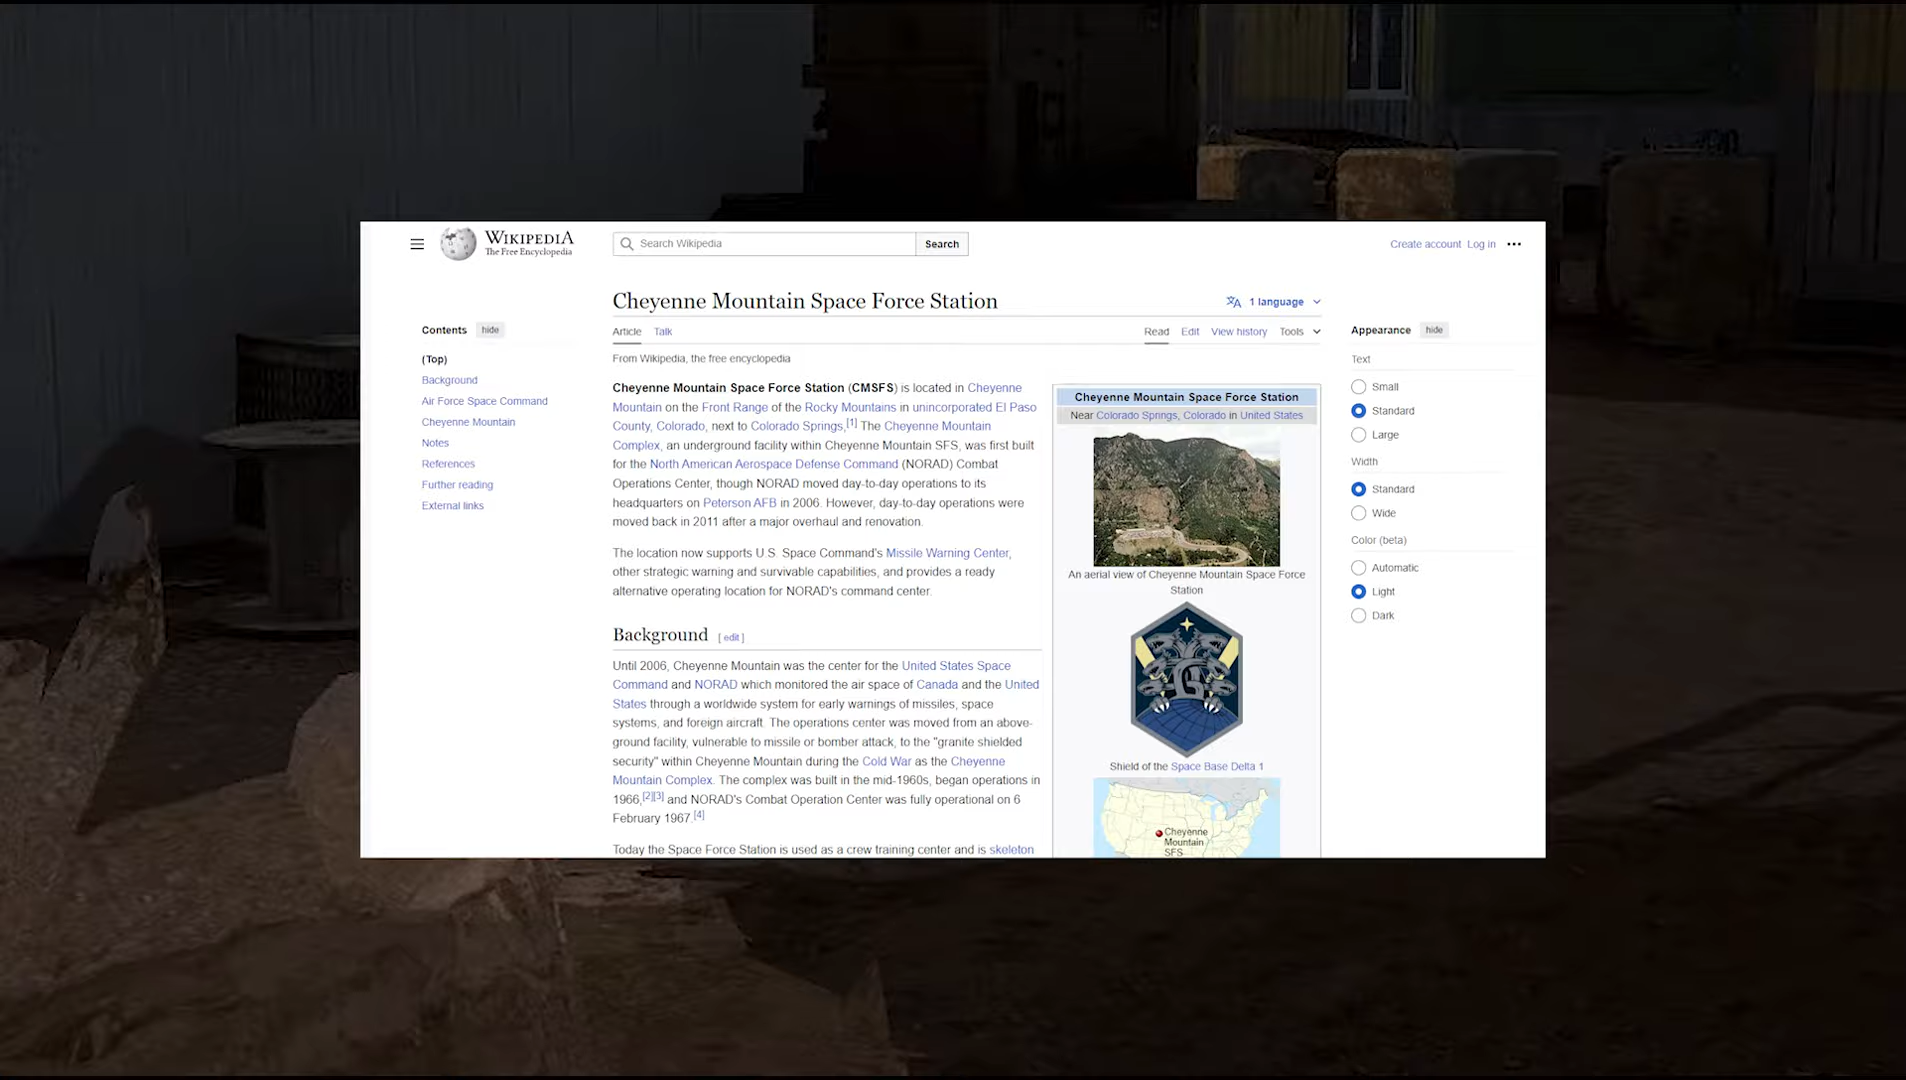 WIKIPEDIA
The Free Encyclopedia
Search Wikipedia
Search
Create account Log in
Cheyenne Mountain Space Force Station
1 language
Contents hide
(Top)
Background
Air Force Space Command
Cheyenne Mountain
Notes
References
Further reading
External links
Article Talk
Read Edit View history Tools
From Wikipedia, the free encyclopedia
Cheyenne Mountain Space Force Station (CMSFS) is located in Cheyenne
Mountain on the Front Range of the Rocky Mountains in unincorporated El Paso
County, Colorado, next to Colorado Springs,[1] The Cheyenne Mountain
Complex, an underground facility within Cheyenne Mountain SFS, was first built
for the North American Aerospace Defense Command (NORAD) Combat
Operations Center, though NORAD moved day-to-day operations to its
headquarters on Peterson AFB in 2006. However, day-to-day operations were
moved back in 2011 after a major overhaul and renovation.
The location now supports U.S. Space Command's Missile Warning Center,
other strategic warning and survivable capabilities, and provides a ready
alternative operating location for NORAD's command center.
Background [ edit ]
Until 2006, Cheyenne Mountain was the center for the United States Space
Command and NORAD which monitored the air space of Canada and the United
States through a worldwide system for early warnings of missiles, space
systems, and foreign aircraft. The operations center was moved from an above-
ground facility, vulnerable to missile or bomber attack, to the "granite shielded
security" within Cheyenne Mountain during the Cold War as the Cheyenne
Mountain Complex. The complex was built in the mid-1960s, began operations in
1966,[2][3] and NORAD's Combat Operation Center was fully operational on 6
February 1967.[4]
Today the Space Force Station is used as a crew training center and is skeleton
Cheyenne Mountain Space Force Station
Near Colorado Springs, Colorado in United States
An aerial view of Cheyenne Mountain Space Force
Station
Shield of the Space Base Delta 1
Cheyenne
Mountain
SFS
Appearance hide
Text
Small
Standard
Large
Width
Standard
Wide
Color (beta)
Automatic
Light
Dark